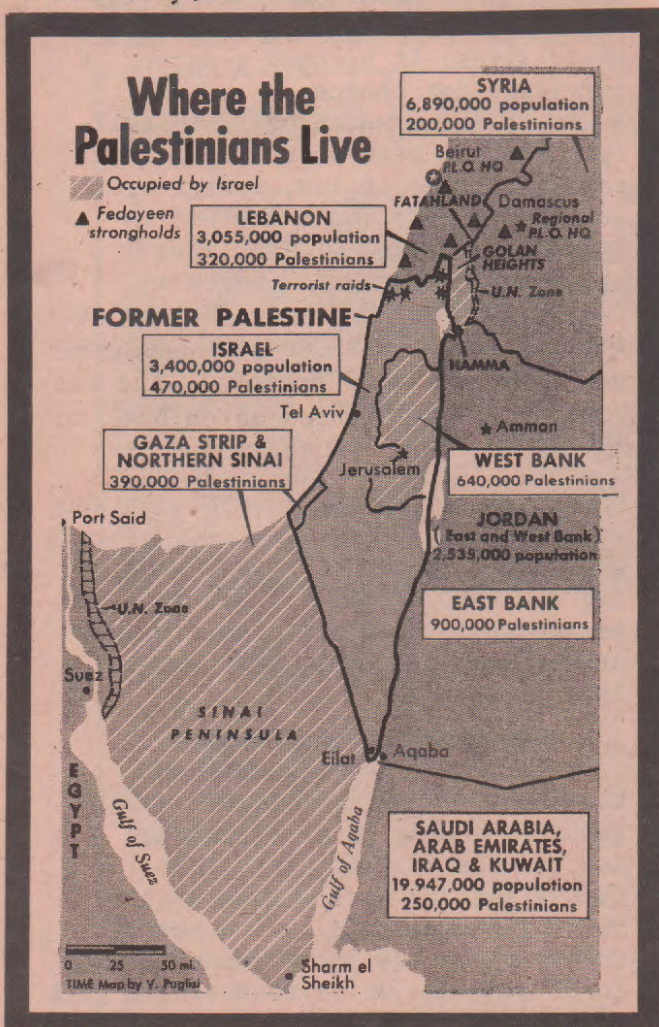 Where the
Palestinians Live
Occupied by Israel
Fedayeen
strongholds
SYRIA
6,890,000 population
200,000 Palestinians
Beirut
P.L.O. HQ
FATAHLAND
Damascus
Regional
P.L.O. HQ
LEBANON
3,055,000 population
320,000 Palestinians
GOLAN
HEIGHTS
Terrorist raids
U.N. Zone
FORMER PALESTINE
HAMMA
ISRAEL
3,400,000 population
470,000 Palestinians
Tel Aviv
Amman
GAZA STRIP &
NORTHERN SINAI
390,000 Palestinians
Jerusalem
WEST BANK
640,000 Palestinians
Port Said
JORDAN
(East and West Bank)
2,535,000 population
U.N. Zone
EAST BANK
900,000 Palestinians
Suez
SINAI
PENINSULA
Eilat
Aqaba
EGYPT
Gulf of Suez
Gulf of Aqaba
SAUDI ARABIA,
ARAB EMIRATES,
IRAQ & KUWAIT
19,947,000 population
250,000 Palestinians
0 25 50 mi.
TIME Map by V. Puglisi
Sharm el
Sheikh